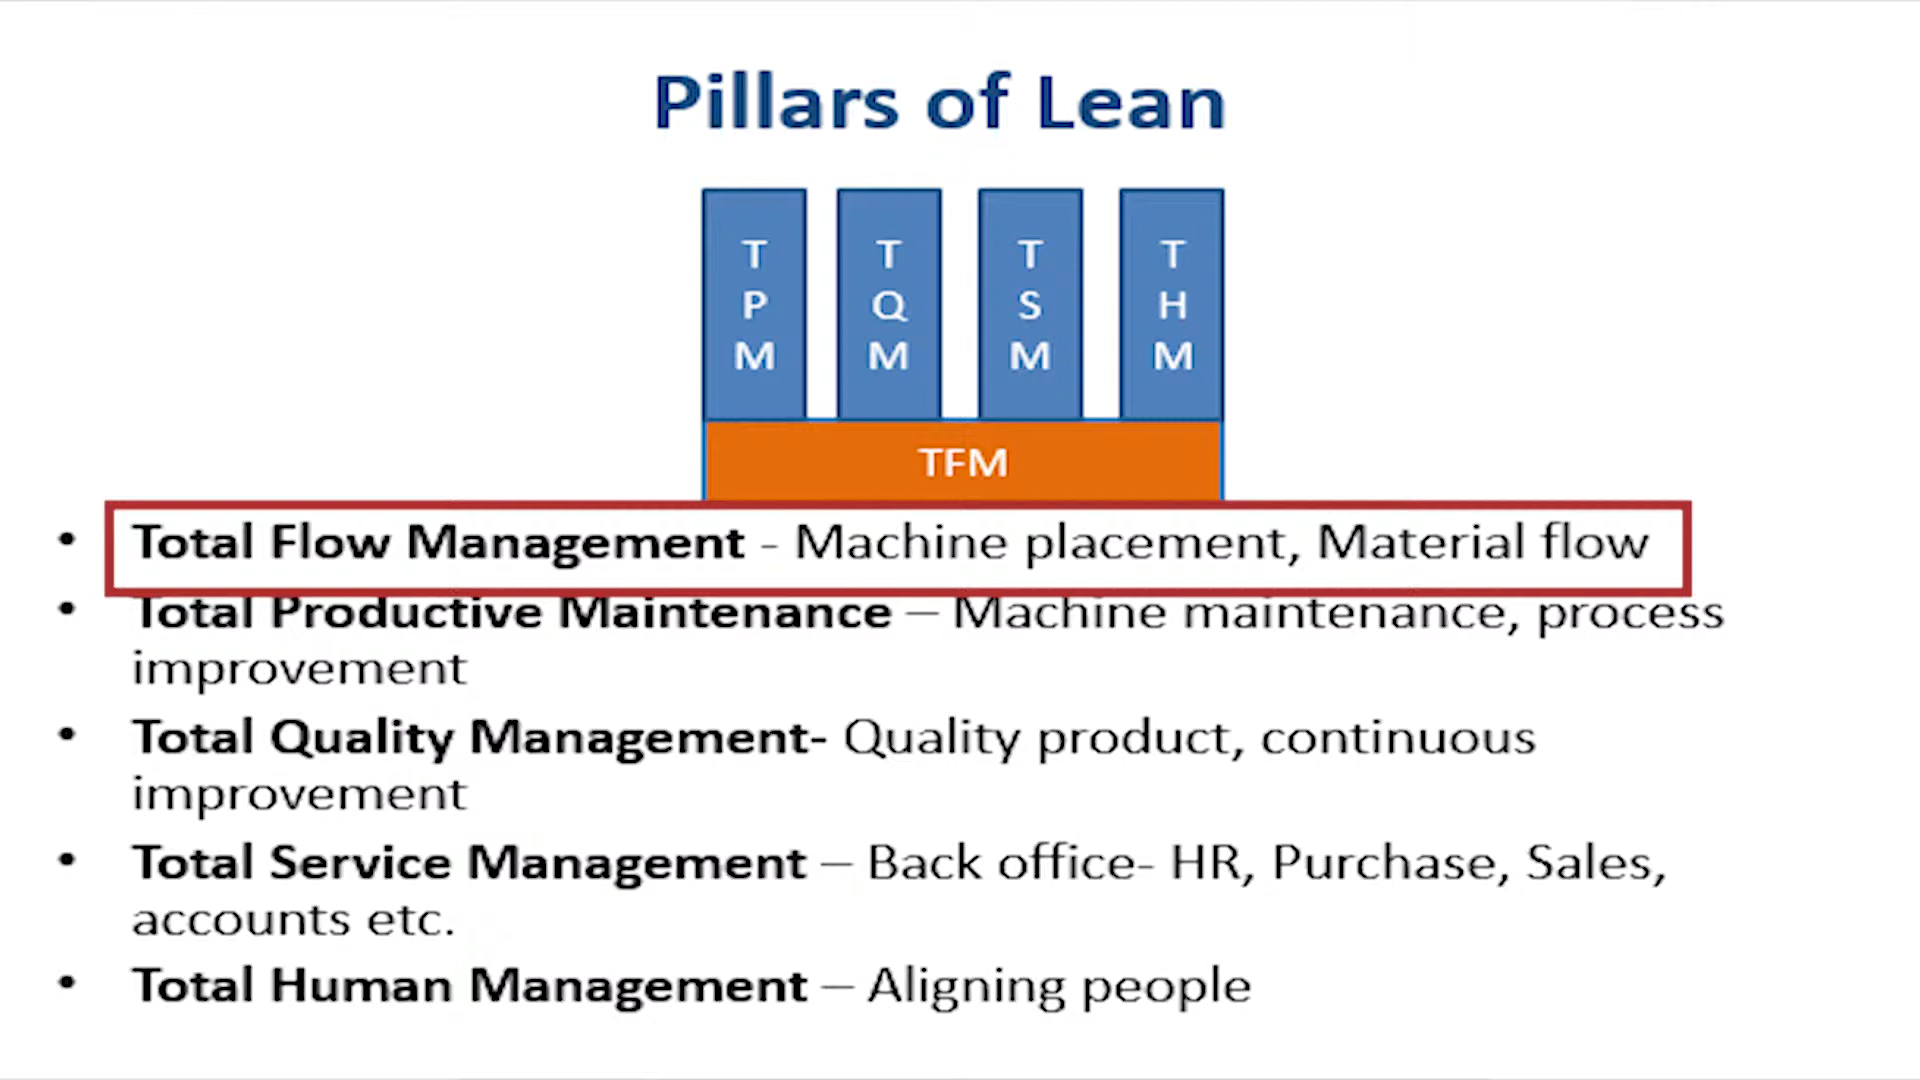 Pillars of Lean
T
P
M
T
Q
M
T
S
M
T
H
M
TFM
• Total Flow Management - Machine placement, Material flow
• Total Productive Maintenance – Machine maintenance, process
improvement
• Total Quality Management- Quality product, continuous
improvement
• Total Service Management – Back office- HR, Purchase, Sales,
accounts etc.
• Total Human Management – Aligning people